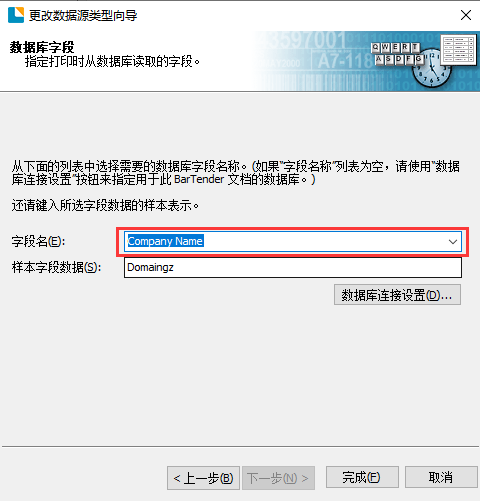 更改数据源类型向导
数据库字段
指定打印时从数据库读取的字段。
QWERT
ASDFG
3597001
A7-118
从下面的列表中选择需要的数据库字段名称。(如果"字段名称"列表为空，请使用"数据
库连接设置"按钮来指定用于此 BarTender 文档的数据库。)
还请键入所选字段数据的样本表示。
字段名(E): Company Name
样本字段数据(S): Domaingz
数据库连接设置(D)...
< 上一步(B) 下一步(N) > 完成(F) 取消